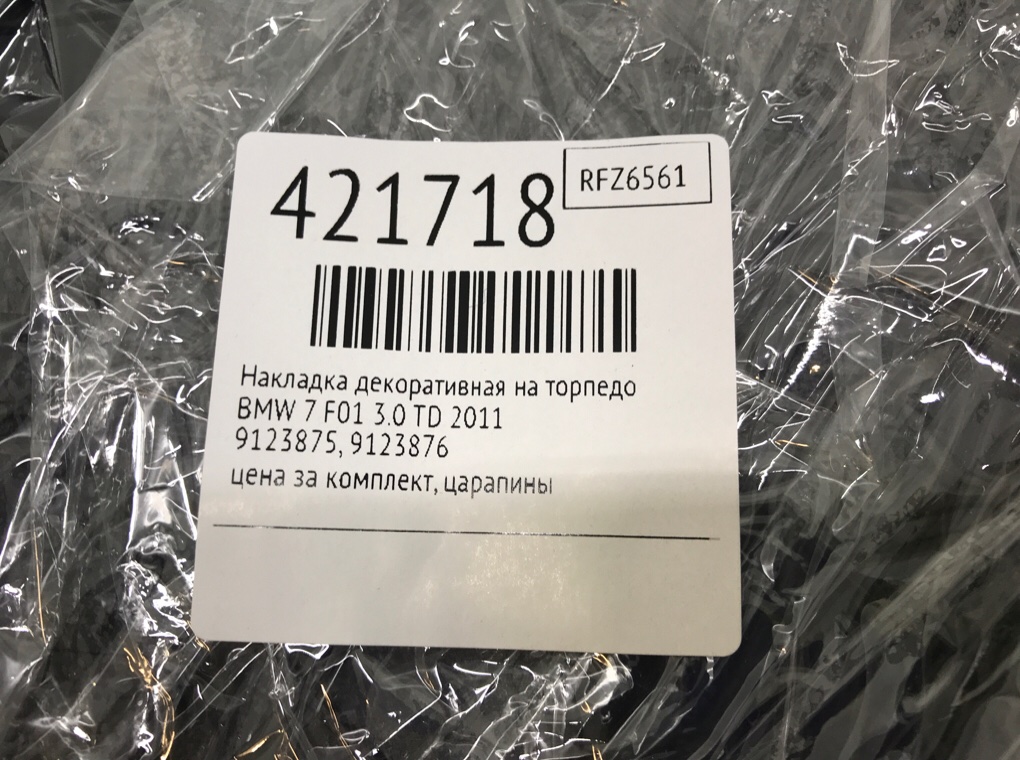 421718
RFZ6561
Накладка декоративная на торпедо
BMW 7 F01 3.0 TD 2011
9123875, 9123876
цена за комплект, царапины